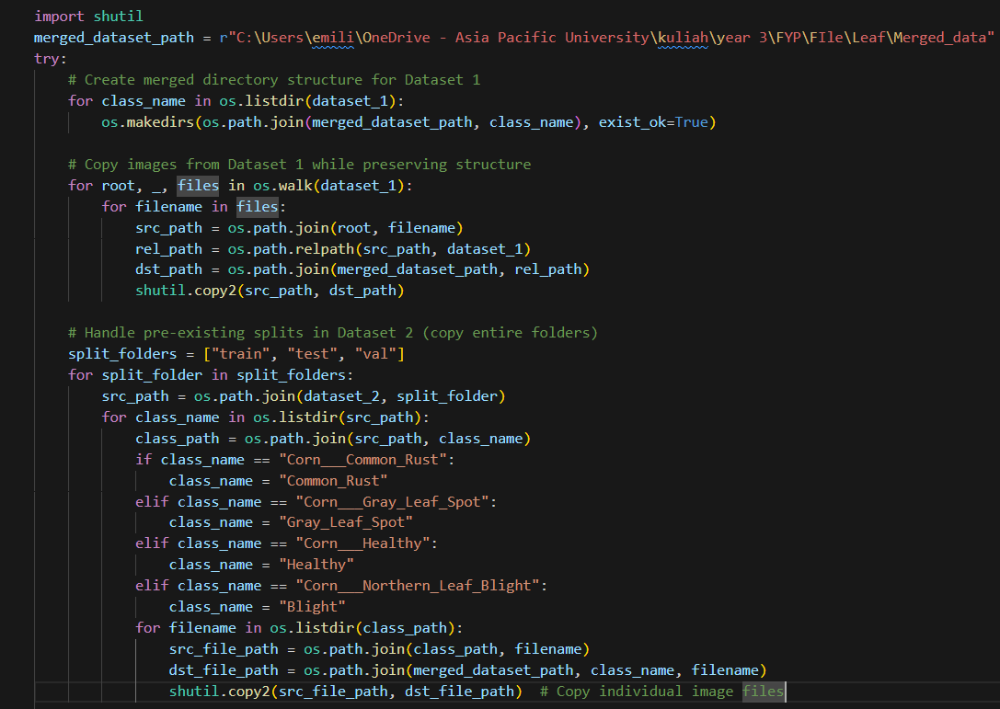 import shutil
merged_dataset_path = r"C:\Users\emili\OneDrive - Asia Pacific University\kuliah\year 3\FYP\FIle\Leaf\Merged_data"
try:
    # Create merged directory structure for Dataset 1
    for class_name in os.listdir(dataset_1):
        os.makedirs(os.path.join(merged_dataset_path, class_name), exist_ok=True)

    # Copy images from Dataset 1 while preserving structure
    for root, _, files in os.walk(dataset_1):
        for filename in files:
            src_path = os.path.join(root, filename)
            rel_path = os.path.relpath(src_path, dataset_1)
            dst_path = os.path.join(merged_dataset_path, rel_path)
            shutil.copy2(src_path, dst_path)

    # Handle pre-existing splits in Dataset 2 (copy entire folders)
    split_folders = ["train", "test", "val"]
    for split_folder in split_folders:
        src_path = os.path.join(dataset_2, split_folder)
        for class_name in os.listdir(src_path):
            class_path = os.path.join(src_path, class_name)
            if class_name == "Corn___Common_Rust":
                class_name = "Common_Rust"
            elif class_name == "Corn___Gray_Leaf_Spot":
                class_name = "Gray_Leaf_Spot"
            elif class_name == "Corn___Healthy":
                class_name = "Healthy"
            elif class_name == "Corn___Northern_Leaf_Blight":
                class_name = "Blight"
            for filename in os.listdir(class_path):
                src_file_path = os.path.join(class_path, filename)
                dst_file_path = os.path.join(merged_dataset_path, class_name, filename)
                shutil.copy2(src_file_path, dst_file_path)  # Copy individual image files